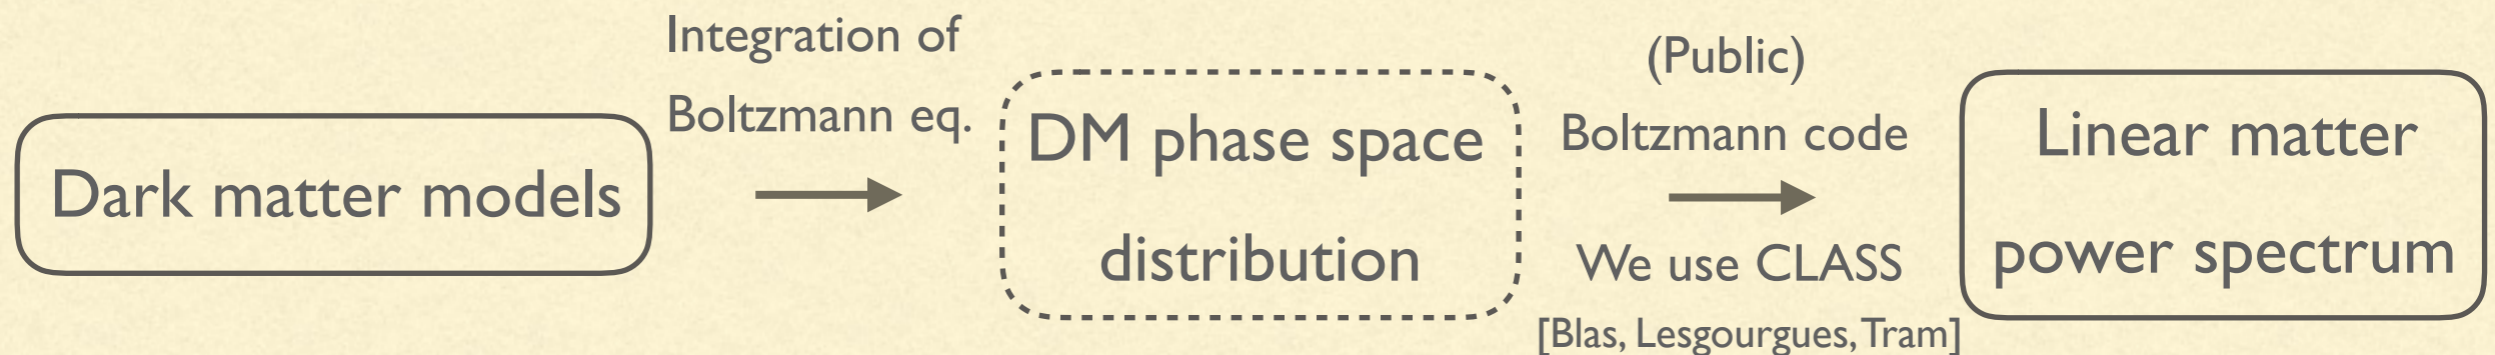 Dark matter models
Integration of
Boltzmann eq.
DM phase space
distribution
(Public)
Boltzmann code
We use CLASS
[Blas, Lesgourgues, Tram]
Linear matter
power spectrum